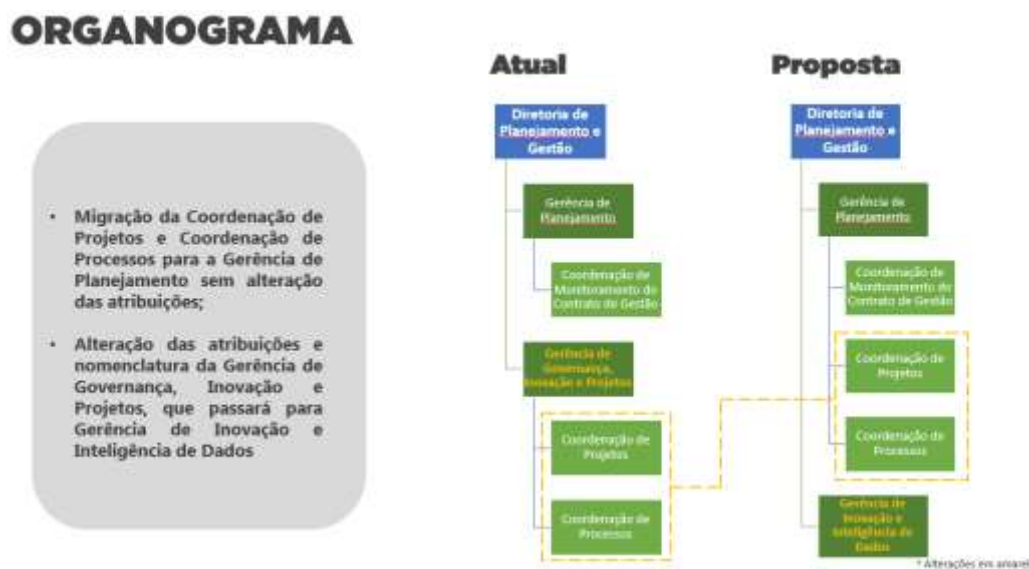 ORGANOGRAMA
• Migração da Coordenação de
Projetos e Coordenação de
Processos para a Gerência de
Planejamento sem alteração
das atribuições;
• Alteração das atribuições e
nomenclatura da Gerência de
Governança, Inovação e
Projetos, que passará para
Gerência de Inovação e
Inteligência de Dados
Atual
Diretoria de
Planejamento e
Gestão
Gerência de
Planejamento
Coordenação de
Monitoramento do
Contrato de Gestão
Gerência de
Governança,
Inovação e Projetos
Coordenação de
Projetos
Coordenação de
Processos
Proposta
Diretoria de
Planejamento e
Gestão
Gerência de
Planejamento
Coordenação de
Monitoramento do
Contrato de Gestão
Coordenação de
Projetos
Coordenação de
Processos
Gerência de
Inovação e
Inteligência de
Dados
* Alterações em amarel